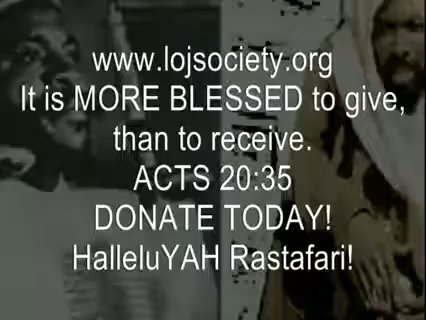 www.lojsociety.org
It is MORE BLESSED to give,
than to receive.
ACTS 20:35
DONATE TODAY!
HalleluYAH Rastafari!